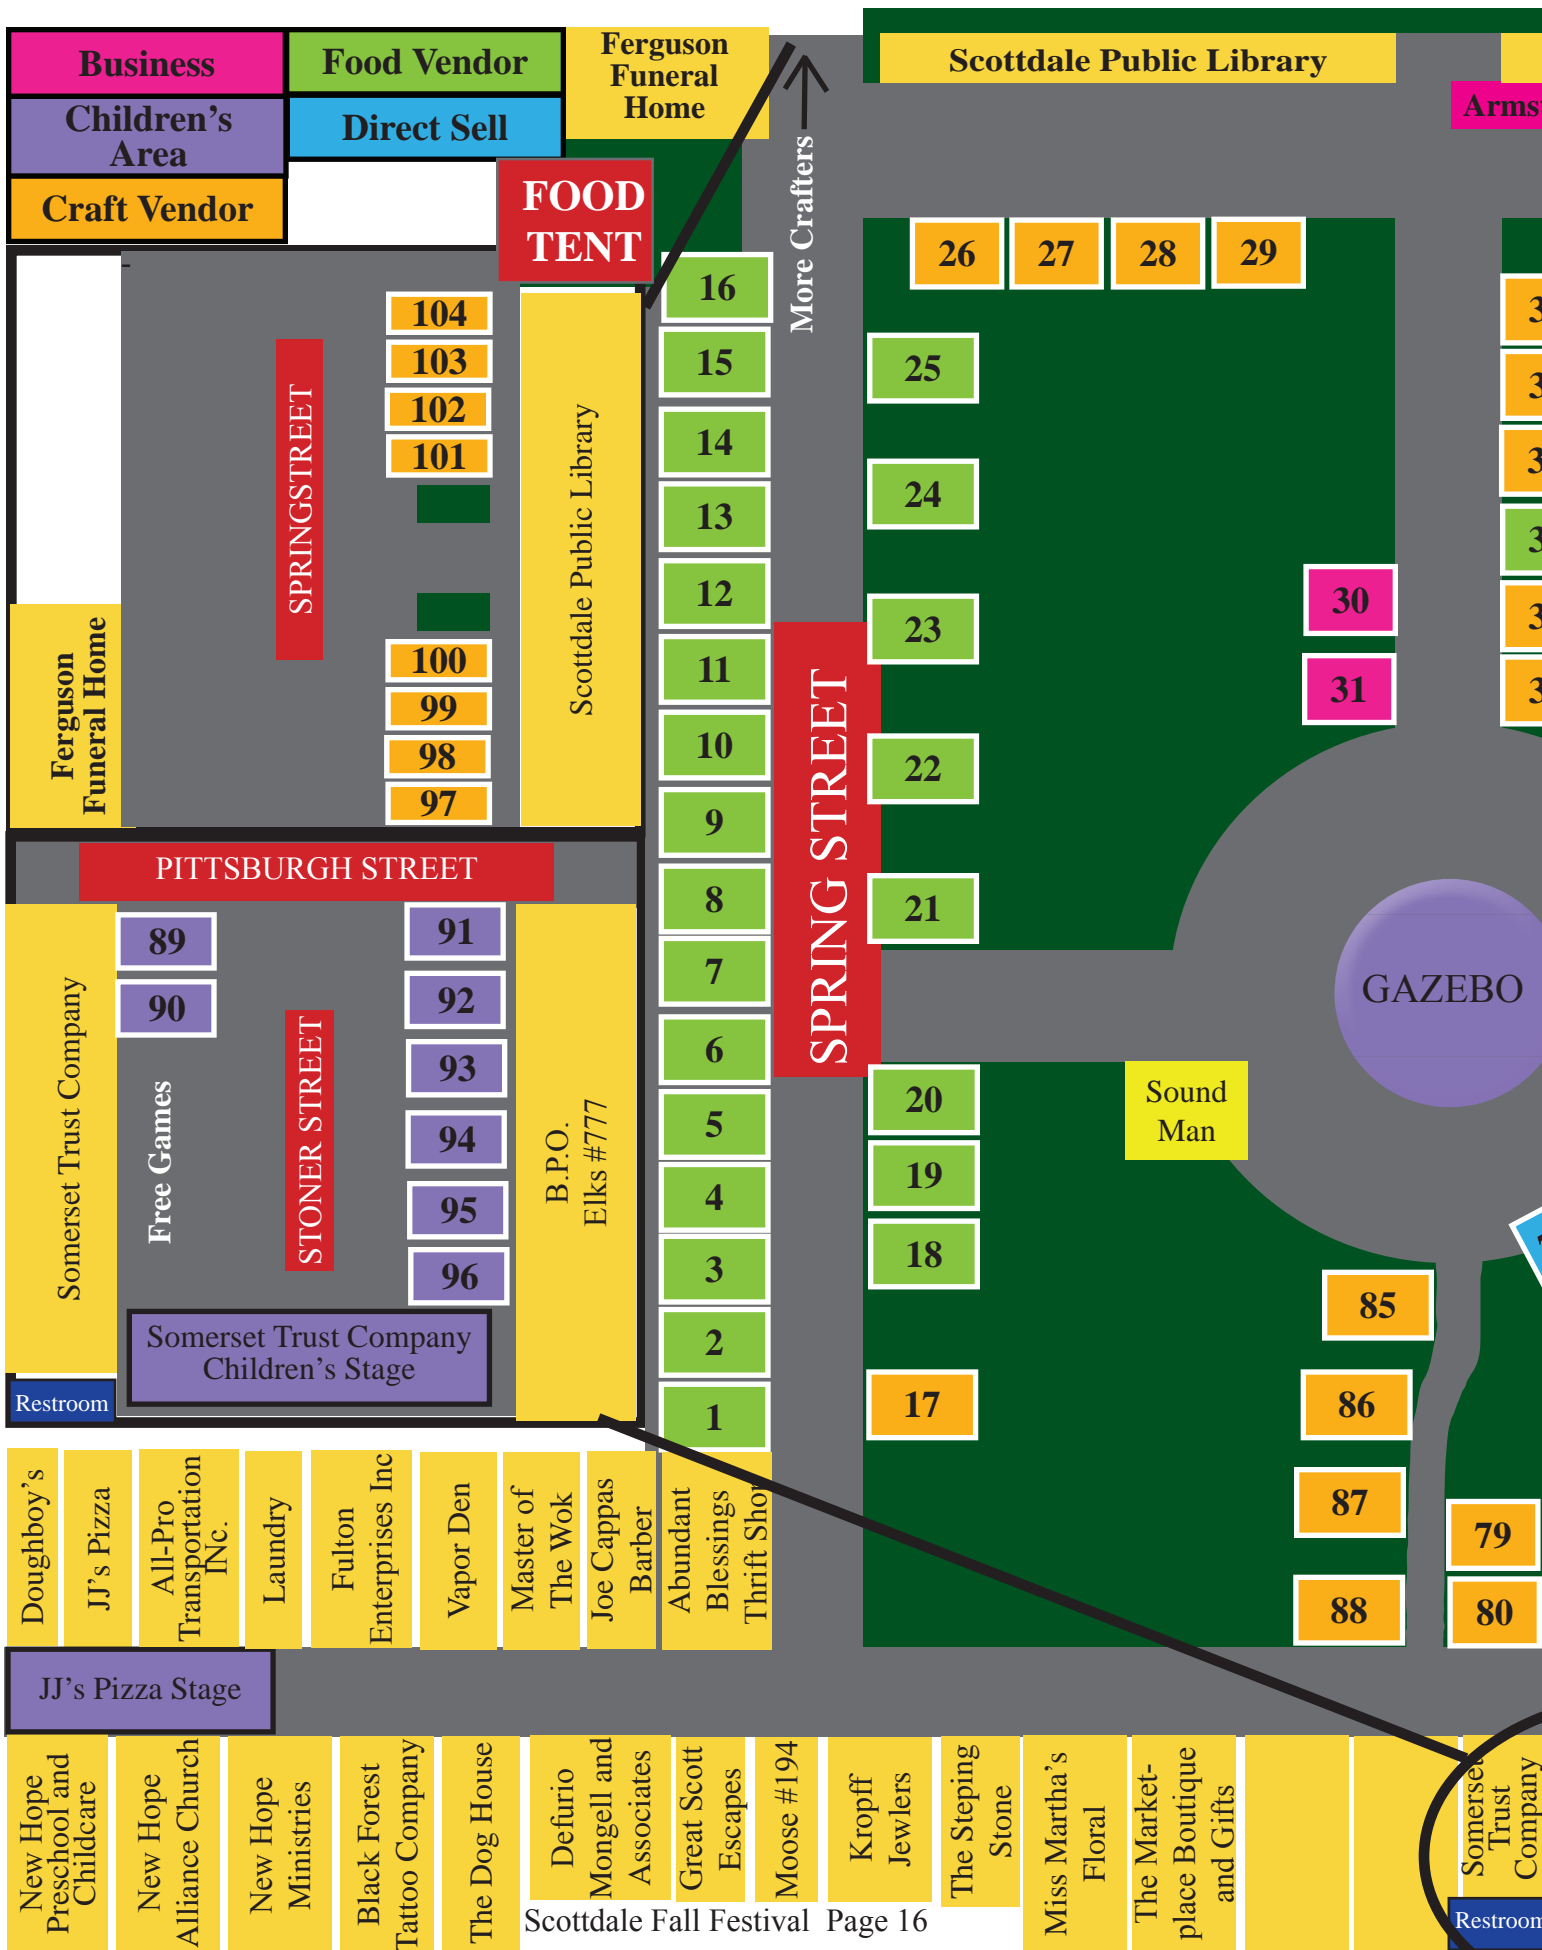 Business
Food Vendor
Children's
Area
Direct Sell
Craft Vendor
Ferguson
Funeral
Home
Scottdale Public Library
FOOD
TENT
More Crafters
104
103
102
101
SPRINGSTREET
Scottdale Public Library
Ferguson
Funeral Home
100
99
98
97
PITTSBURGH STREET
89
90
91
92
93
94
95
96
Somerset Trust Company
Free Games
STONER STREET
B.P.O.
Elks #777
Somerset Trust Company
Children's Stage
Restroom
16
15
14
13
12
11
10
9
8
7
6
5
4
3
2
1
SPRING STREET
26
27
28
29
25
24
23
22
21
20
19
18
17
30
31
GAZEBO
Sound
Man
85
86
87
88
79
80
Doughboy's
JJ's Pizza
All-Pro
Transportation
INc.
Laundry
Fulton
Enterprises Inc
Vapor Den
Master of
The Wok
Joe Cappas
Barber
Abundant
Blessings
Thrift Shop
JJ's Pizza Stage
New Hope
Preschool and
Childcare
New Hope
Alliance Church
New Hope
Ministries
Black Forest
Tattoo Company
The Dog House
Defurio
Mongell and
Associates
Great Scott
Escapes
Moose #194
Kropff
Jewlers
The Steping
Stone
Miss Martha's
Floral
The Market-
place Boutique
and Gifts
Somerset
Trust
Company
Restroom
Scottdale Fall Festival Page 16